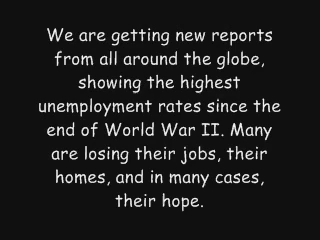 We are getting new reports
from all around the globe,
showing the highest
unemployment rates since the
end of World War II. Many
are losing their jobs, their
homes, and in many cases,
their hope.